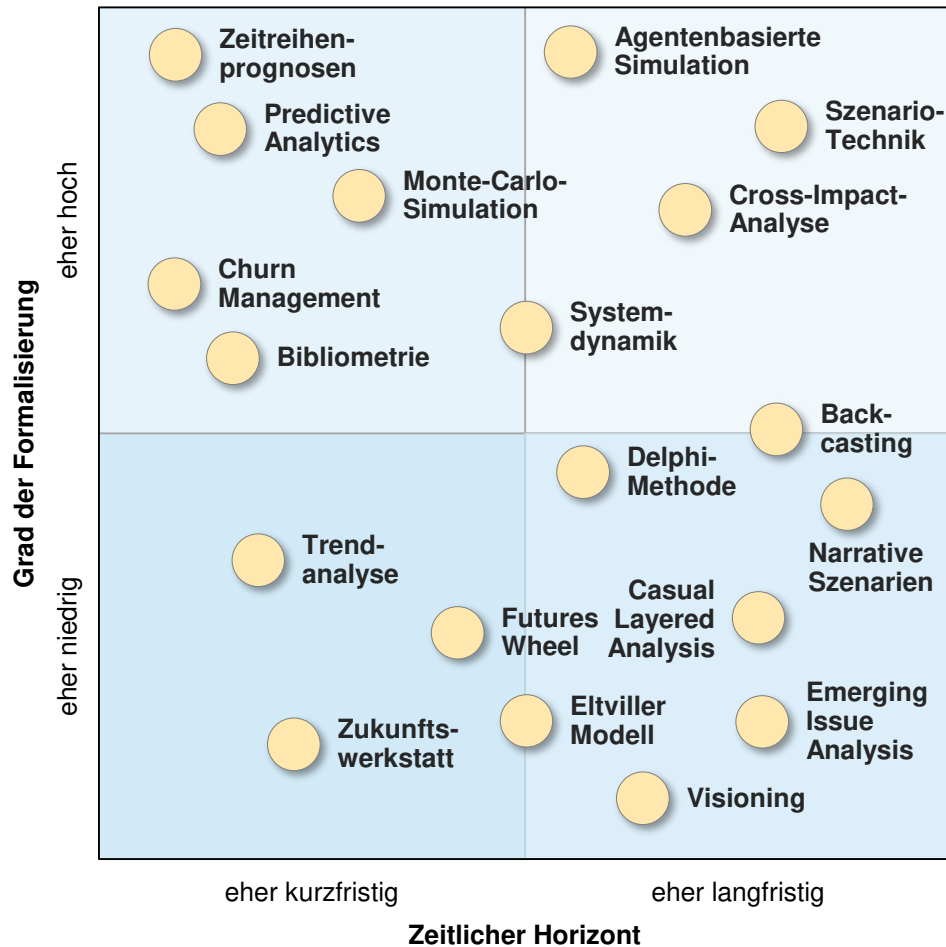 Zeitreihen-
prognosen
Agentenbasierte
Simulation
Predictive
Analytics
Szenario-
Technik
Monte-Carlo-
Simulation
Cross-Impact-
Analyse
Churn
Management
System-
dynamik
Bibliometrie
Back-
casting
Delphi-
Methode
Trend-
analyse
Narrative
Szenarien
Casual
Layered
Analysis
Futures
Wheel
Emerging
Issue
Analysis
Eltviller
Modell
Zukunfts-
werkstatt
Visioning
eher hoch
eher niedrig
Grad der Formalisierung
eher kurzfristig
eher langfristig
Zeitlicher Horizont